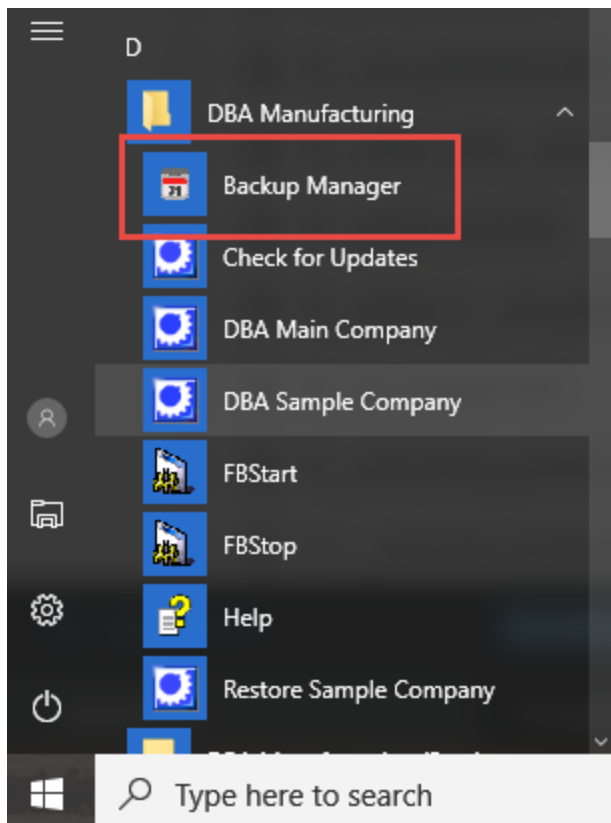 D
DBA Manufacturing
31
Backup Manager
Check for Updates
DBA Main Company
DBA Sample Company
FBStart
FBStop
Help
Restore Sample Company
Type here to search